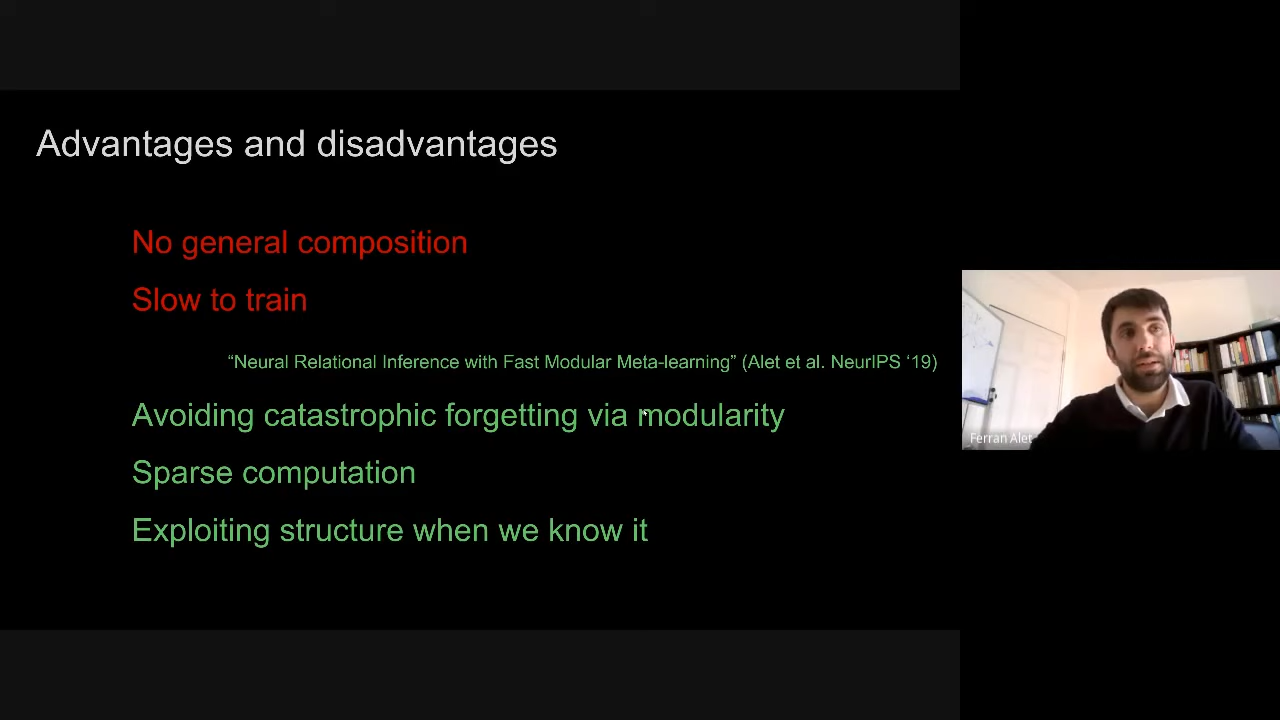 Advantages and disadvantages
No general composition
Slow to train
“Neural Relational Inference with Fast Modular Meta-learning” (Alet et al. NeurIPS ‘19)
Avoiding catastrophic forgetting via modularity
Sparse computation
Exploiting structure when we know it
Ferran Alet